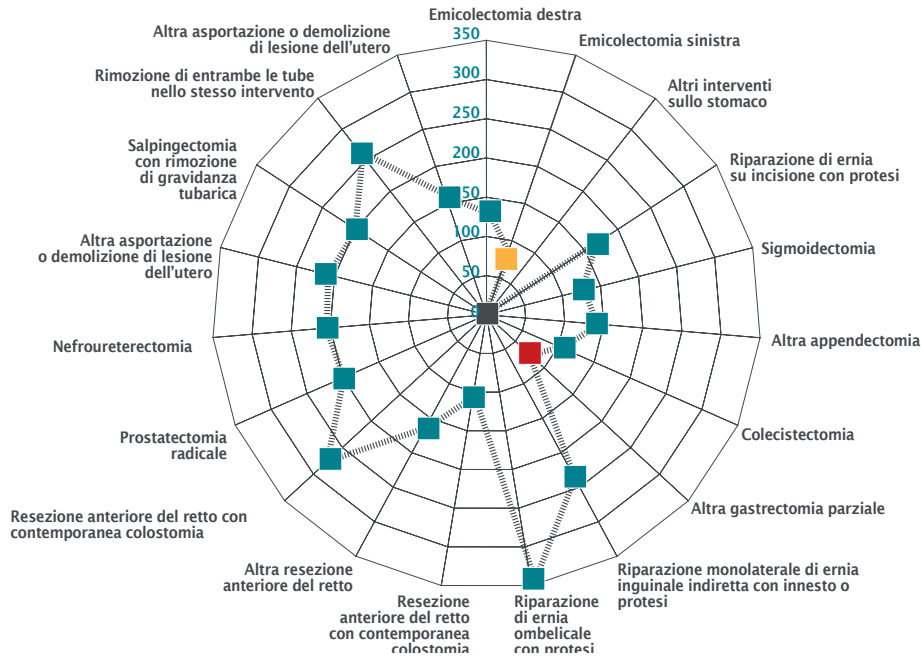 Emicolectomia destra
Emicolectomia sinistra
Altri interventi
sullo stomaco
Riparazione di ernia
su incisione con protesi
Sigmoidectomia
Altra appendectomia
Colecistectomia
Altra gastrectomia parziale
Riparazione monolaterale di ernia
inguinale indiretta con innesto o
protesi
Riparazione
di ernia
ombelicale
con protesi
Resezione
anteriore del retto
con contemporanea
colostomia
Altra resezione
anteriore del retto
Resezione anteriore del retto con
contemporanea colostomia
Prostatectomia
radicale
Nefroureterectomia
Altra asportazione
o demolizione di lesione
dell'utero
Salpingectomia
con rimozione
di gravidanza
tubarica
Rimozione di entrambe le tube
nello stesso intervento
Altra asportazione o demolizione
di lesione dell'utero
350
300
250
200
150
100
50
0